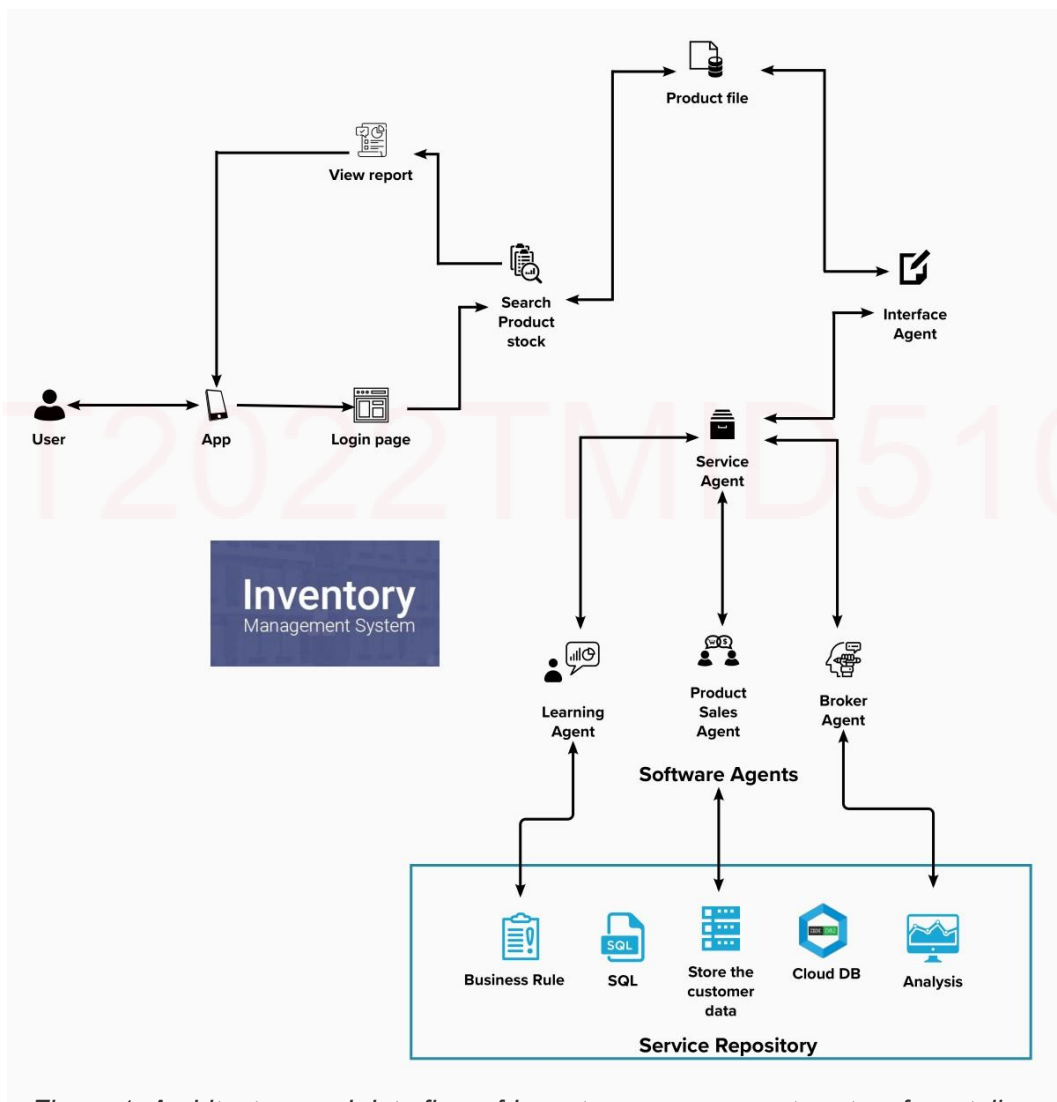 Product file
View report
Search
Product
stock
Interface
Agent
User
App
Login page
Service
Agent
T2022TMID510
Inventory
Management System
Learning
Agent
Product
Sales
Agent
Broker
Agent
Software Agents
SQL
Business Rule
SQL
Store the
customer
data
Cloud DB
Analysis
Service Repository